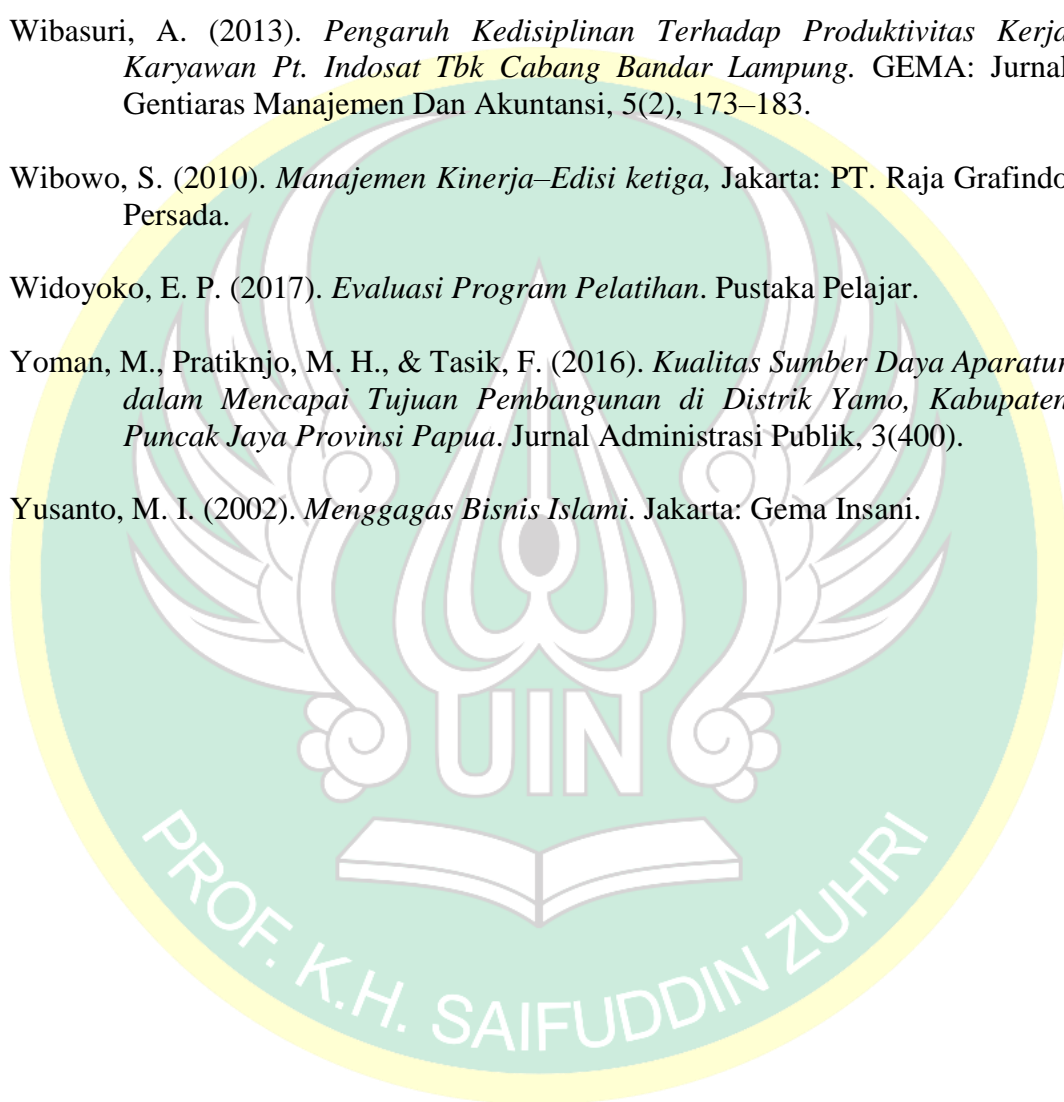 Wibasuri, A. (2013). Pengaruh Kedisiplinan Terhadap Produktivitas Kerja
Karyawan Pt. Indosat Tbk Cabang Bandar Lampung. GEMA: Jurnal
Gentiaras Manajemen Dan Akuntansi, 5(2), 173–183.
Wibowo, S. (2010). Manajemen Kinerja–Edisi ketiga, Jakarta: PT. Raja Grafindo
Persada.
Widoyoko, E. P. (2017). Evaluasi Program Pelatihan. Pustaka Pelajar.
Yoman, M., Pratiknjo, M. H., & Tasik, F. (2016). Kualitas Sumber Daya Aparatur
dalam Mencapai Tujuan Pembangunan di Distrik Yamo, Kabupaten
Puncak Jaya Provinsi Papua. Jurnal Administrasi Publik, 3(400).
Yusanto, M. I. (2002). Menggagas Bisnis Islami. Jakarta: Gema Insani.
UIN
PROF. K.H. SAIFUDDIN ZUHRI